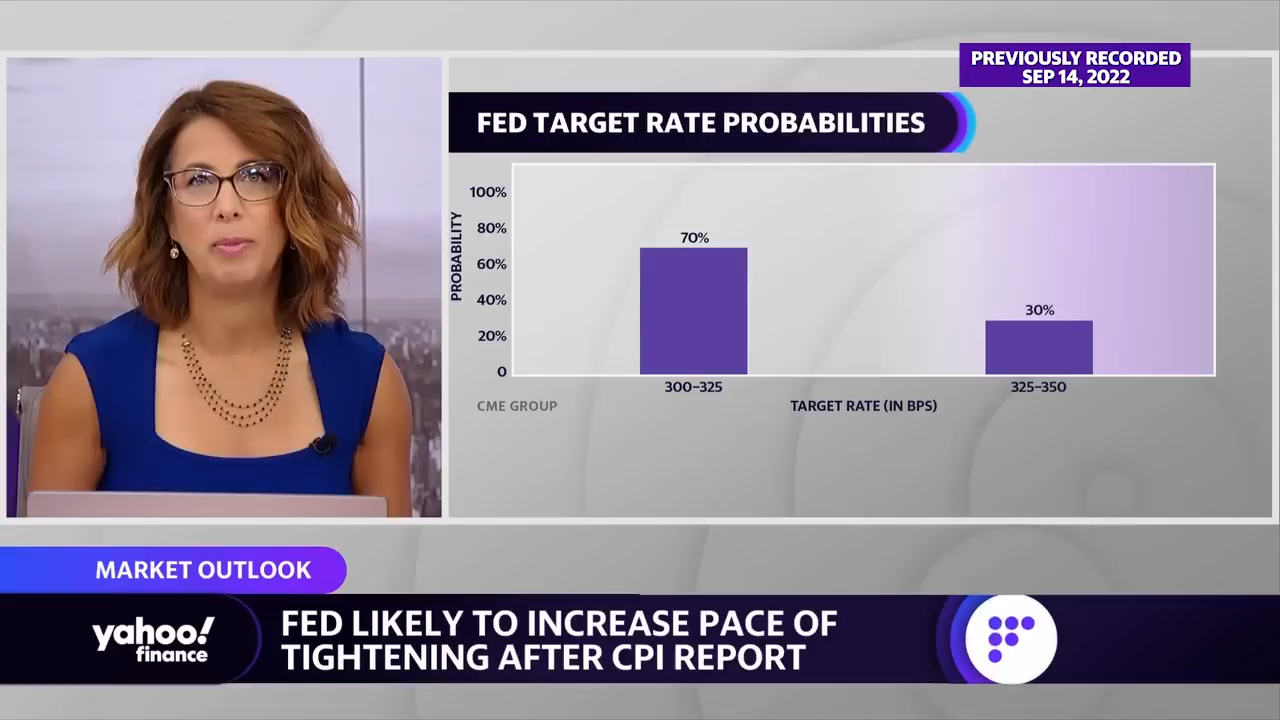 PREVIOUSLY RECORDED
SEP 14, 2022
FED TARGET RATE PROBABILITIES
PROBABILITY
100%
80%
60%
40%
20%
0
70%
30%
300–325
325–350
CME GROUP
TARGET RATE (IN BPS)
MARKET OUTLOOK
yahoo!
finance
FED LIKELY TO INCREASE PACE OF
TIGHTENING AFTER CPI REPORT